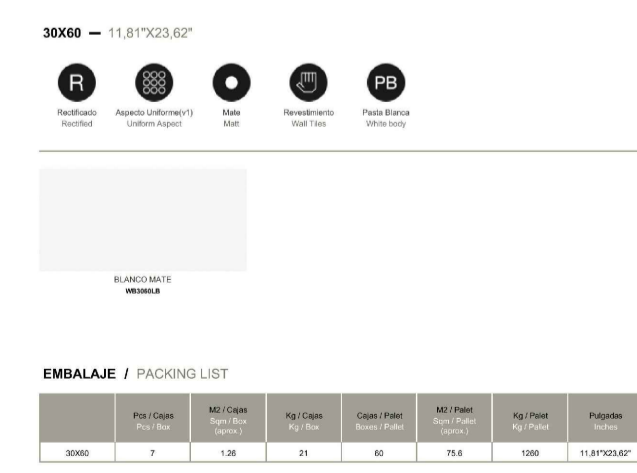 30X60 — 11,81"X23,62"
R PB
Rectificado Aspecto Uniforme(v1) Mate Revestimiento Pasta Blanca
Rectified Uniform Aspect Matt Wall Tiles White body
BLANCO MATE
WB3060LB
EMBALAJE / PACKING LIST
Pcs / Cajas M2 / Cajas Kg / Cajas Cajas / Palet M2 / Palet Kg / Palet Pulgadas
Pcs / Box Sqm / Box Kg / Box Boxes / Pallet Sqm / Pallet Kg / Pallet Inches
(aprox.) (aprox.)
30X60 7 1.26 21 60 75.6 1260 11,81"X23,62"